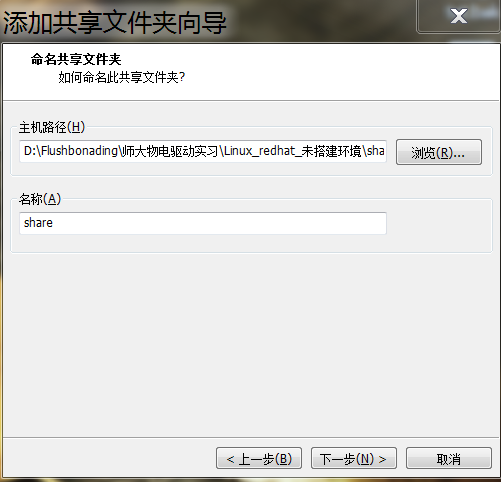 添加共享文件夹向导
命名共享文件夹
如何命名此共享文件夹?
主机路径(H)
D:\Flushbonading\师大物电驱动实习\Linux_redhat_未搭建环境\sha
浏览(R)...
名称(A)
share
< 上一步(B)
下一步(N) >
取消